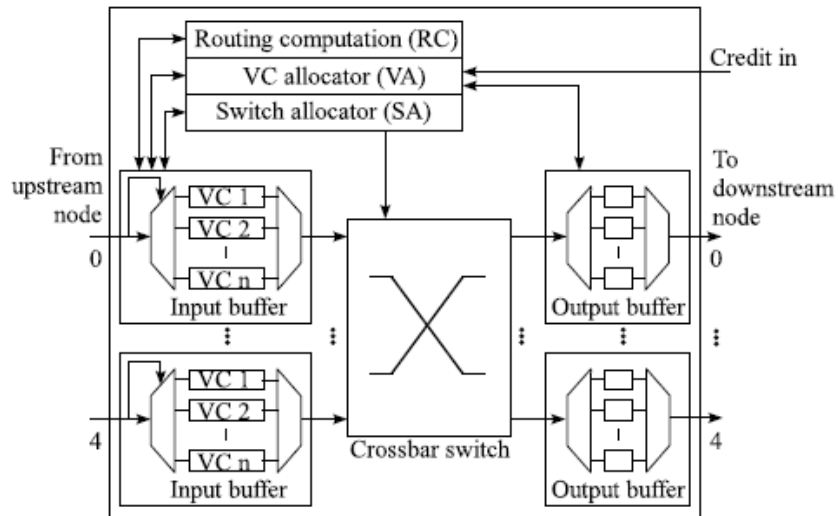 Routing computation (RC)
VC allocator (VA)
Switch allocator (SA)
Credit in
From
upstream
node
0
VC 1
VC 2
VC n
Input buffer
To
downstream
node
0
Output buffer
Crossbar switch
4
VC 1
VC 2
VC n
Input buffer
4
Output buffer